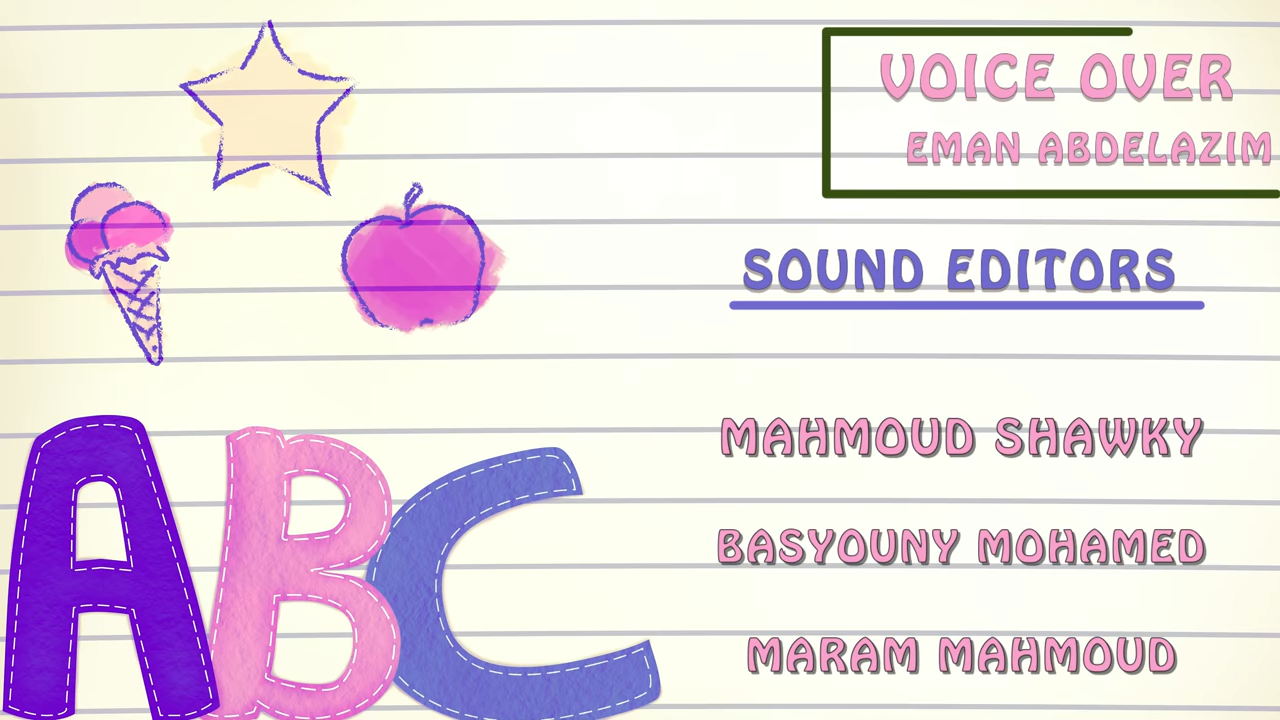 VOICE OVER
EMAN ABDELAZIM
SOUND EDITORS
MAHMOUD SHAWKY
BASYOUNY MOHAMED
MARAM MAHMOUD
ABC